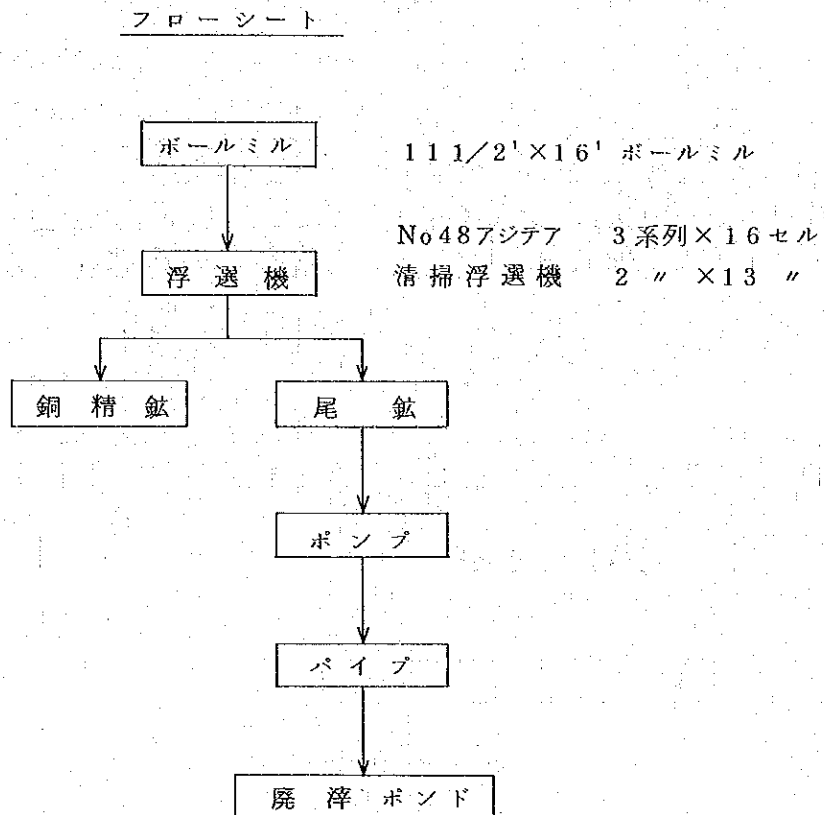 フローシート
ボールミル
11 1/2'×16' ボールミル
No48アジテア 3系列×16セル
浮選機
清掃浮選機 2 〃 ×13 〃
銅精鉱
尾鉱
ポンプ
パイプ
廃滓ポンド